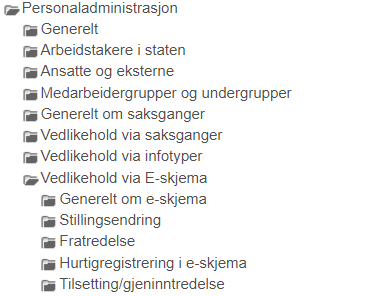 Personaladministrasjon
Generelt
Arbeidstakere i staten
Ansatte og eksterne
Medarbeidergrupper og undergrupper
Generelt om saksganger
Vedlikehold via saksganger
Vedlikehold via infotyper
Vedlikehold via E-skjema
Generelt om e-skjema
Stillingsendring
Fratredelse
Hurtigregistrering i e-skjema
Tilsetting/gjeninntredelse